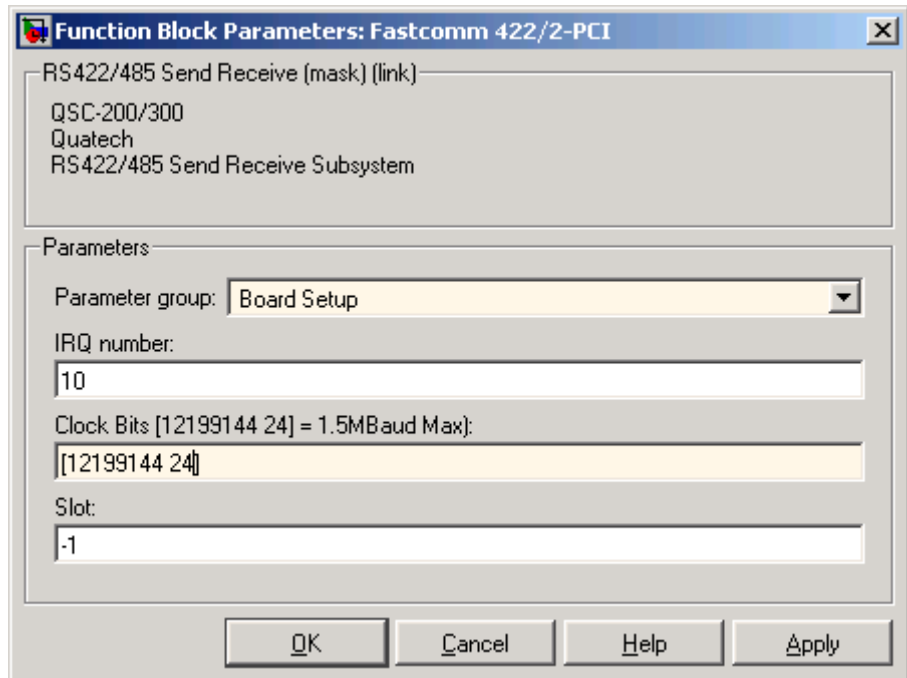 Function Block Parameters: Fastcomm 422/2-PCI
RS422/485 Send Receive (mask) (link)
QSC-200/300
Quatech
RS422/485 Send Receive Subsystem
Parameters
Parameter group: Board Setup
IRQ number:
10
Clock Bits [12199144 24] = 1.5MBaud Max):
[12199144 24]
Slot:
-1
OK Cancel Help Apply